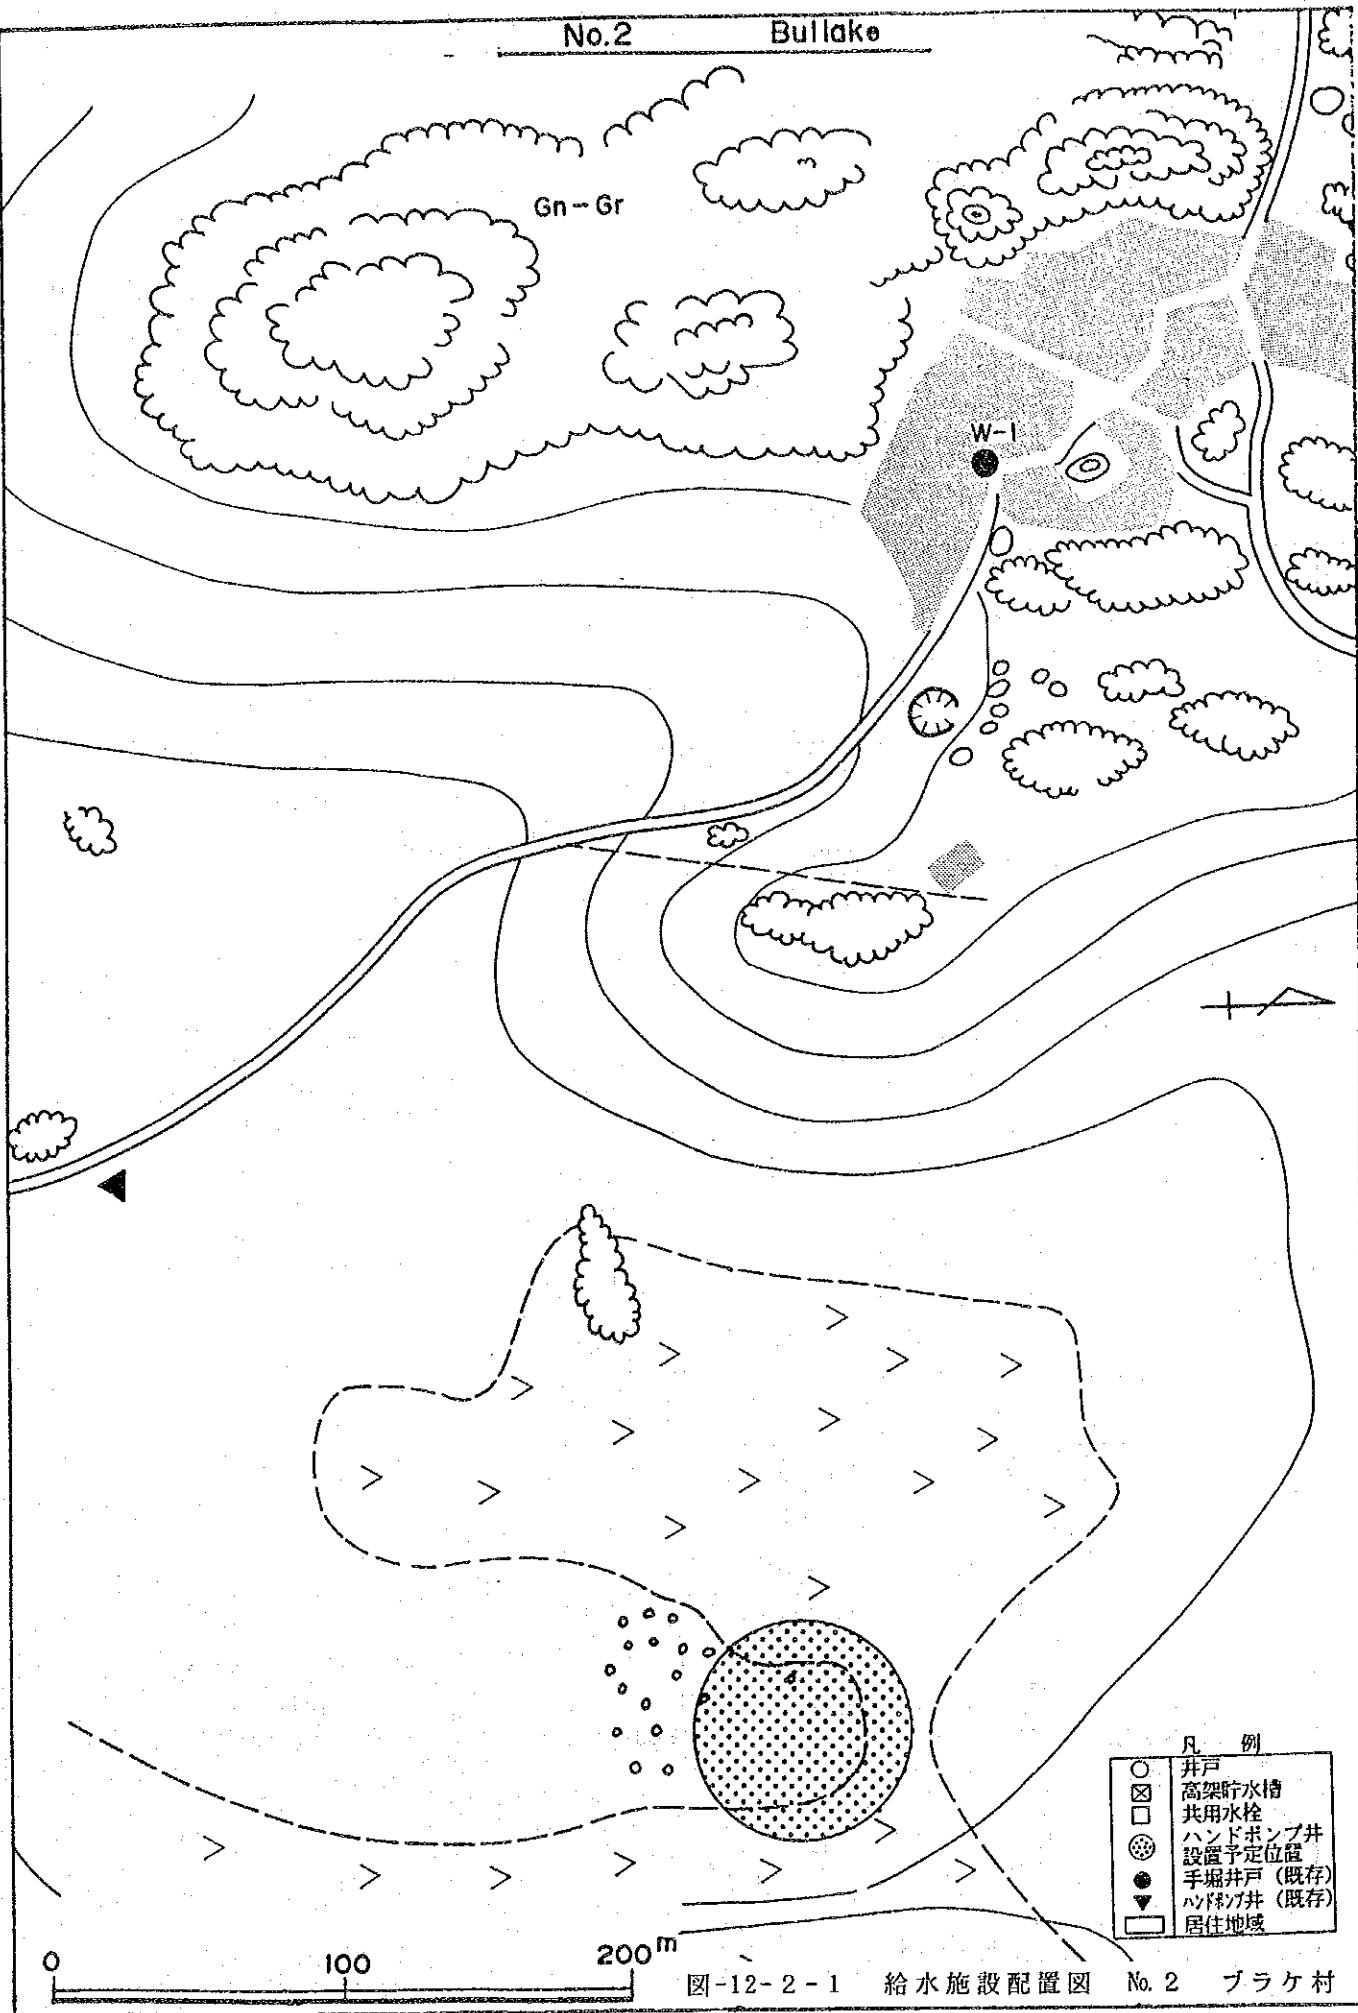 No.2 Bullake
Gn-Gr
W-1
凡 例
井戸
高架貯水槽
共用水栓
ハンドポンプ井
設置予定位置
手堀井戸 (既存)
ハンドポンプ井 (既存)
居住地域
0 100 200m
図-12-2-1 給水施設配置図 No.2 ブラケ村